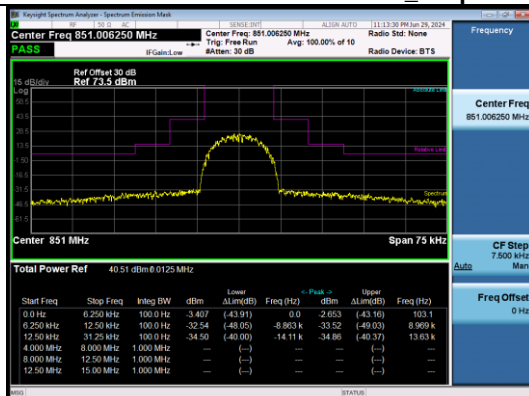 Keysight Spectrum Analyzer - Spectrum Emission Mask
RF 50 Ω AC SENSE:INT ALIGN AUTO 11:13:30 PM Jun 29, 2024
Center Freq 851.006250 MHz Center Freq: 851.006250 MHz Radio Std: None Frequency
PASS Trig: Free Run Avg: 100.00% of 10
IFGain:Low #Atten: 30 dB Radio Device: BTS
Ref Offset 30 dB
15 dB/div Ref 73.5 dBm
Log Absolute Limit
58.5
43.5
28.5
13.5
-1.50 Relative Limit
-16.5
-31.5
-46.5 Spectrum
-61.5
Center 851 MHz Span 75 kHz
Center Freq
851.006250 MHz
CF Step
7.500 kHz
Auto Man
Freq Offset
0 Hz
Total Power Ref 40.51 dBm/ 0.0125 MHz
Lower <- Peak -> Upper
Start Freq Stop Freq Integ BW dBm ΔLim(dB) Freq (Hz) dBm ΔLim(dB) Freq (Hz)
0.0 Hz 6.250 kHz 100.0 Hz -3.407 (-43.91) 0.0 -2.653 (-43.16) 103.1
6.250 kHz 12.50 kHz 100.0 Hz -32.54 (-48.05) -8.863 k -33.52 (-49.03) 8.969 k
12.50 kHz 31.25 kHz 100.0 Hz -34.50 (-40.00) -14.11 k -34.86 (-40.37) 13.63 k
4.000 MHz 8.000 MHz 1.000 MHz --- (---) --- --- (---) ---
8.000 MHz 12.50 MHz 1.000 MHz --- (---) --- --- (---) ---
12.50 MHz 15.00 MHz 1.000 MHz --- (---) --- --- (---) ---
MSG STATUS